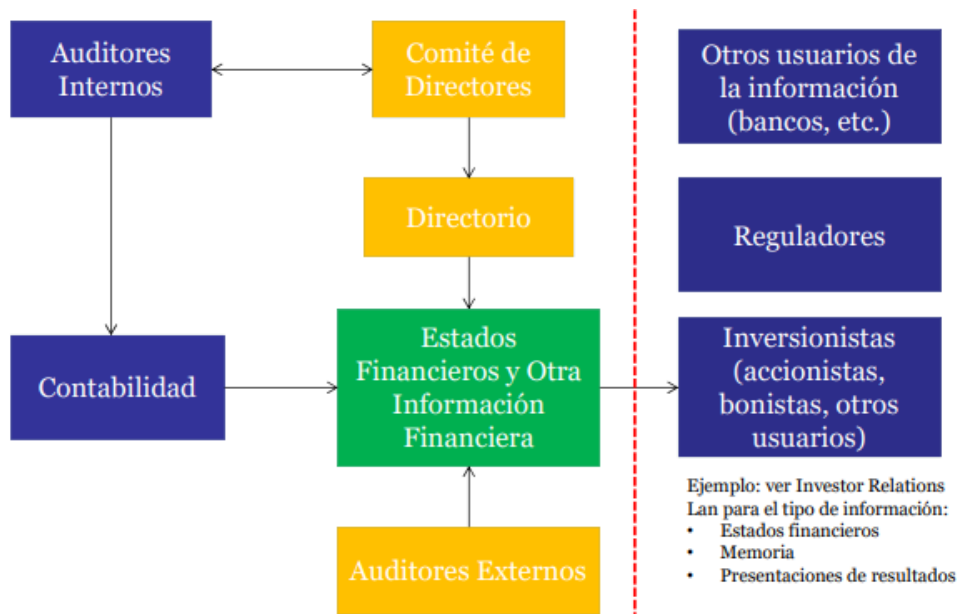 Auditores
Internos
Comité de
Directores
Otros usuarios de
la información
(bancos, etc.)
Directorio
Reguladores
Contabilidad
Estados
Financieros y Otra
Información
Financiera
Inversionistas
(accionistas,
bonistas, otros
usuarios)
Auditores Externos
Ejemplo: ver Investor Relations
Lan para el tipo de información:
• Estados financieros
• Memoria
• Presentaciones de resultados